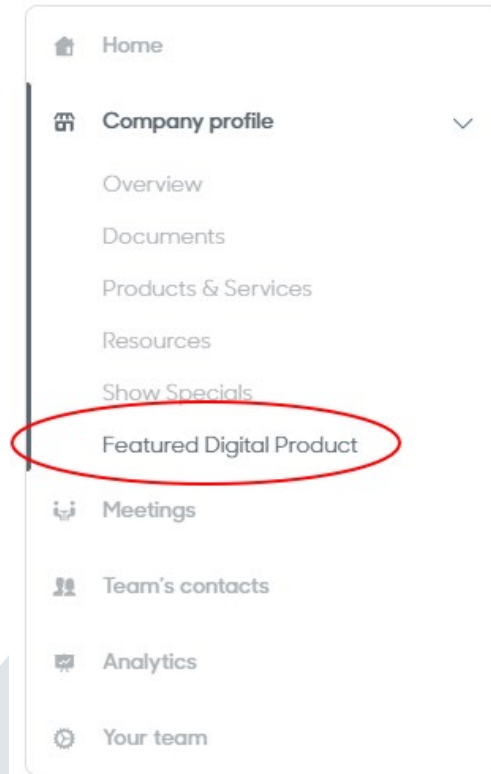 Home
Company profile
Overview
Documents
Products & Services
Resources
Show Specials
Featured Digital Product
Meetings
Team's contacts
Analytics
Your team